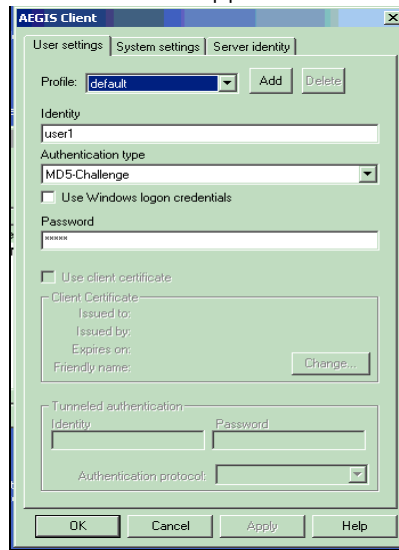 AEGIS Client
User settings System settings Server identity
Profile: default Add Delete
Identity
user1
Authentication type
MD5-Challenge
Use Windows logon credentials
Password
*****
Use client certificate
Client Certificate
Issued to:
Issued by:
Expires on:
Friendly name:
Change...
Tunneled authentication
Identity Password
Authentication protocol:
OK Cancel Apply Help